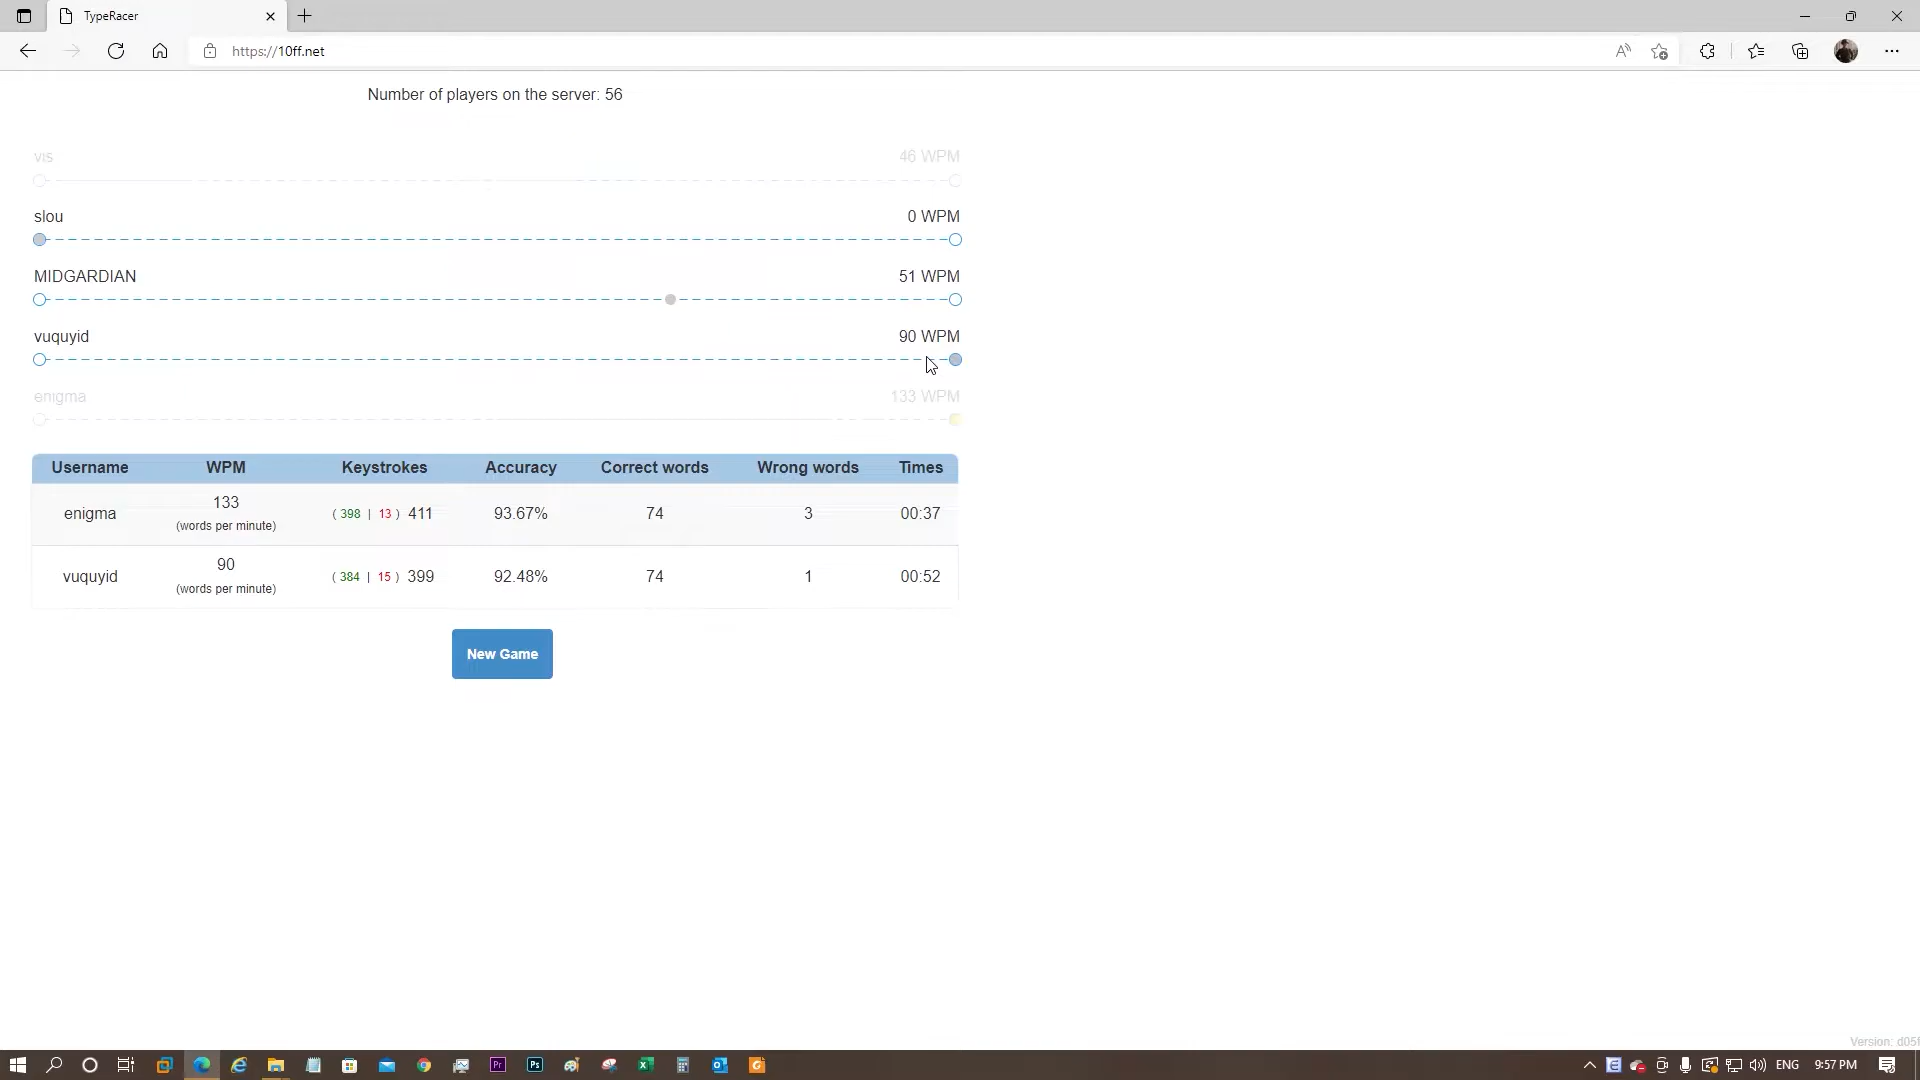 TypeRacer
https://10ff.net
Number of players on the server: 56
vis 46 WPM
slou 0 WPM
MIDGARDIAN 51 WPM
vuquyid 90 WPM
enigma 133 WPM
Username WPM Keystrokes Accuracy Correct words Wrong words Times
enigma 133 (words per minute) ( 398 | 13 ) 411 93.67% 74 3 00:37
vuquyid 90 (words per minute) ( 384 | 15 ) 399 92.48% 74 1 00:52
New Game
Version: d05f
ENG 9:57 PM